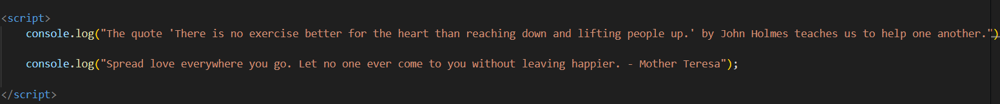 <script>
console.log("The quote 'There is no exercise better for the heart than reaching down and lifting people up.' by John Holmes teaches us to help one another.")
console.log("Spread love everywhere you go. Let no one ever come to you without leaving happier. - Mother Teresa");
</script>